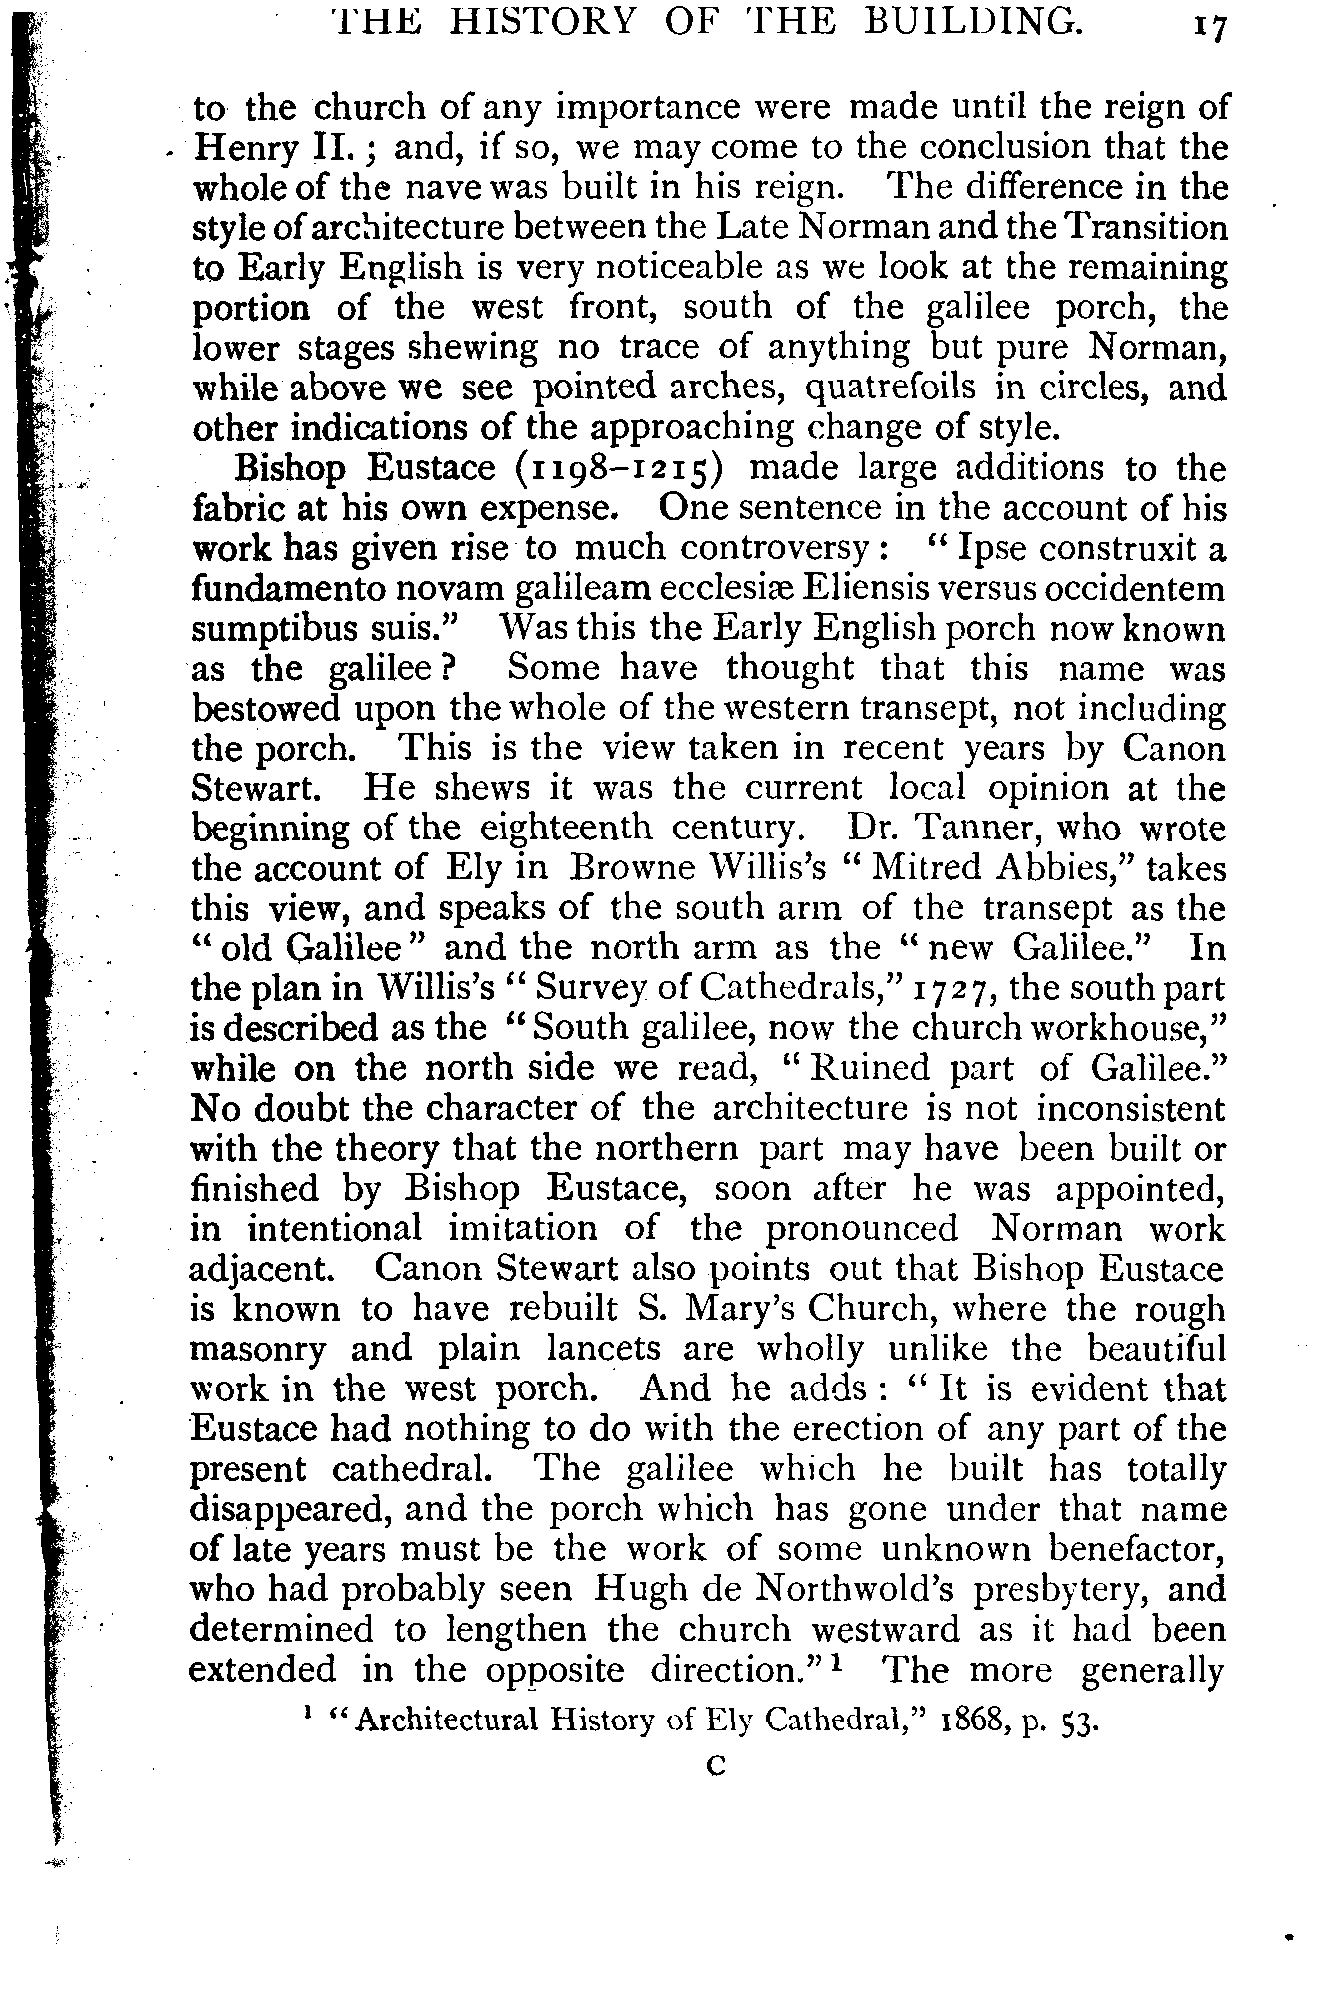 THE HISTORY OF THE BUILDING. 17
to the church of any importance were made until the reign of
Henry II. ; and, if so, we may come to the conclusion that the
whole of the nave was built in his reign. The difference in the
style of architecture between the Late Norman and the Transition
to Early English is very noticeable as we look at the remaining
portion of the west front, south of the galilee porch, the
lower stages shewing no trace of anything but pure Norman,
while above we see pointed arches, quatrefoils in circles, and
other indications of the approaching change of style.
Bishop Eustace (1198–1215) made large additions to the
fabric at his own expense. One sentence in the account of his
work has given rise to much controversy : “ Ipse construxit a
fundamento novam galileam ecclesiæ Eliensis versus occidentem
sumptibus suis.” Was this the Early English porch now known
as the galilee ? Some have thought that this name was
bestowed upon the whole of the western transept, not including
the porch. This is the view taken in recent years by Canon
Stewart. He shews it was the current local opinion at the
beginning of the eighteenth century. Dr. Tanner, who wrote
the account of Ely in Browne Willis’s “ Mitred Abbies,” takes
this view, and speaks of the south arm of the transept as the
“ old Galilee ” and the north arm as the “ new Galilee.” In
the plan in Willis’s “ Survey of Cathedrals,” 1727, the south part
is described as the “ South galilee, now the church workhouse,”
while on the north side we read, “ Ruined part of Galilee.”
No doubt the character of the architecture is not inconsistent
with the theory that the northern part may have been built or
finished by Bishop Eustace, soon after he was appointed,
in intentional imitation of the pronounced Norman work
adjacent. Canon Stewart also points out that Bishop Eustace
is known to have rebuilt S. Mary’s Church, where the rough
masonry and plain lancets are wholly unlike the beautiful
work in the west porch. And he adds : “ It is evident that
Eustace had nothing to do with the erection of any part of the
present cathedral. The galilee which he built has totally
disappeared, and the porch which has gone under that name
of late years must be the work of some unknown benefactor,
who had probably seen Hugh de Northwold’s presbytery, and
determined to lengthen the church westward as it had been
extended in the opposite direction.” ¹ The more generally
¹ “ Architectural History of Ely Cathedral,” 1868, p. 53.
C